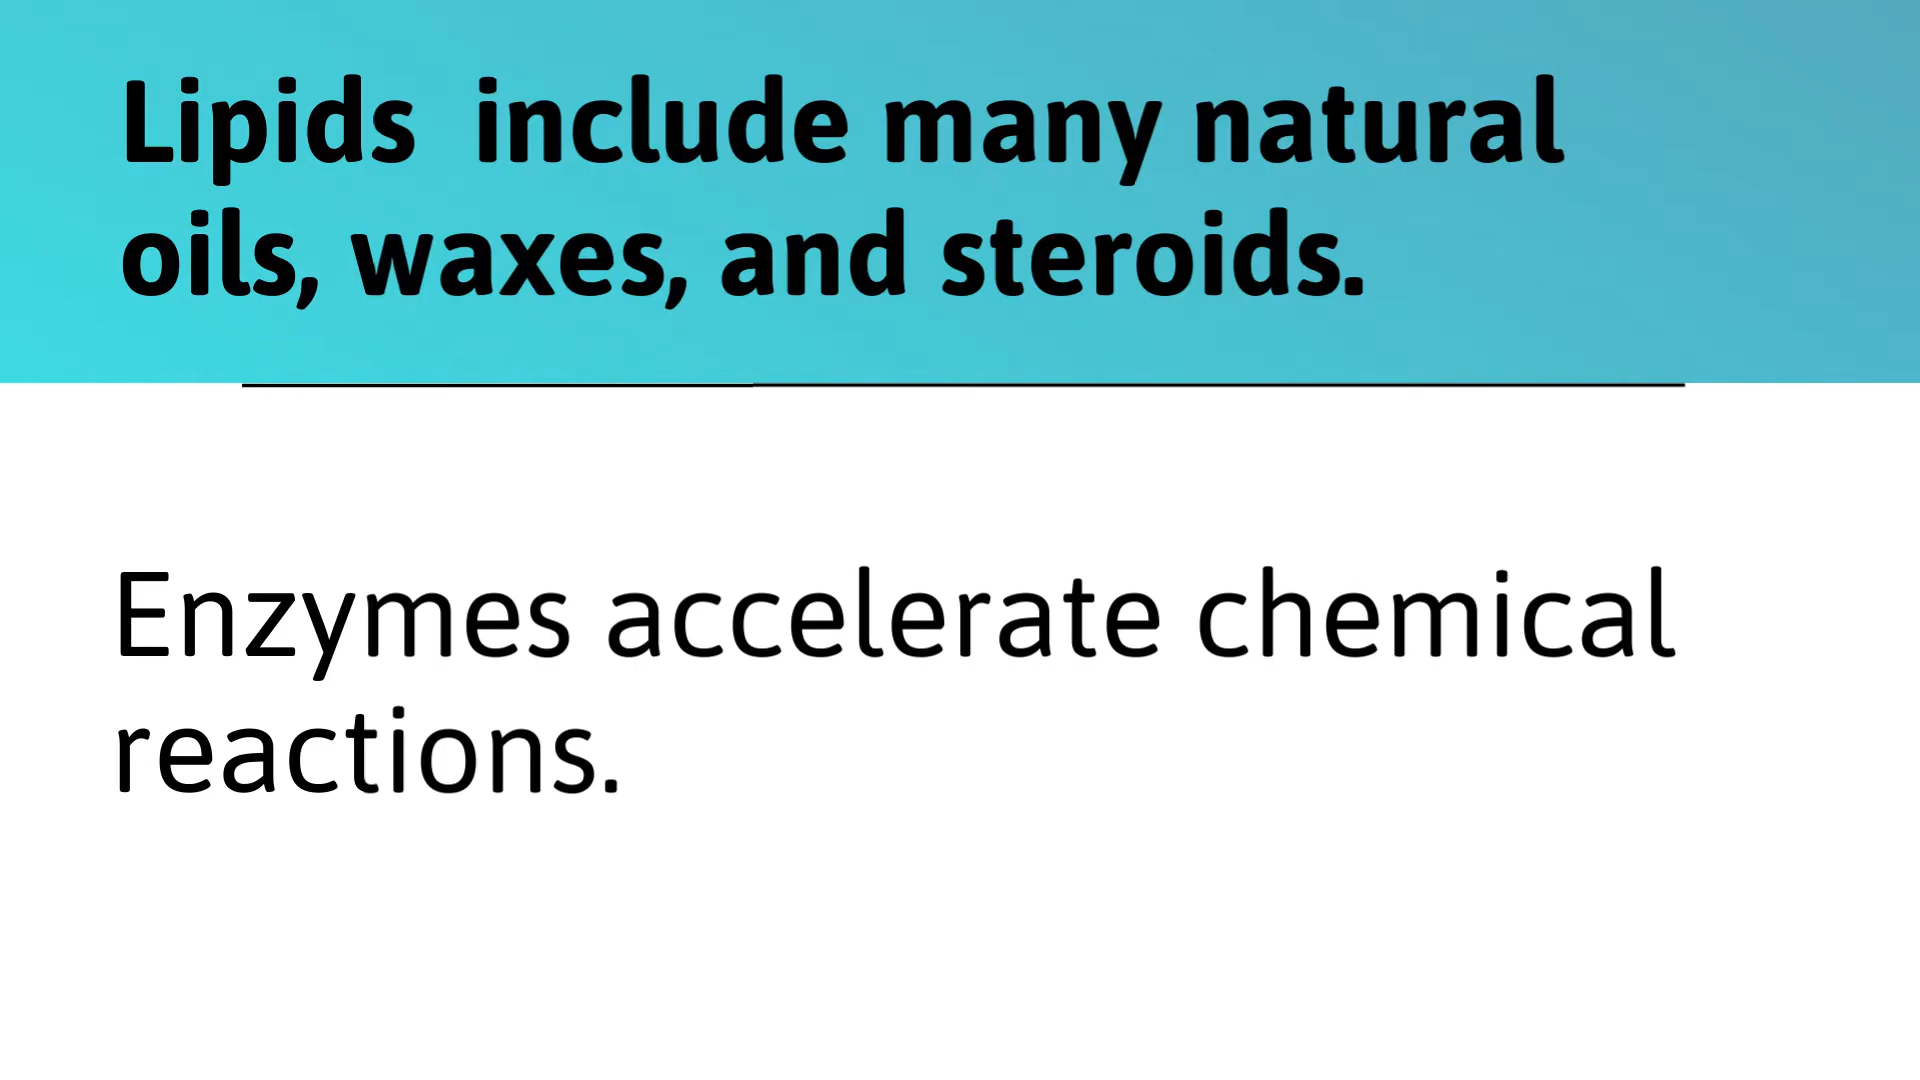 Lipids  include many natural
oils, waxes, and steroids.
Enzymes accelerate chemical
reactions.